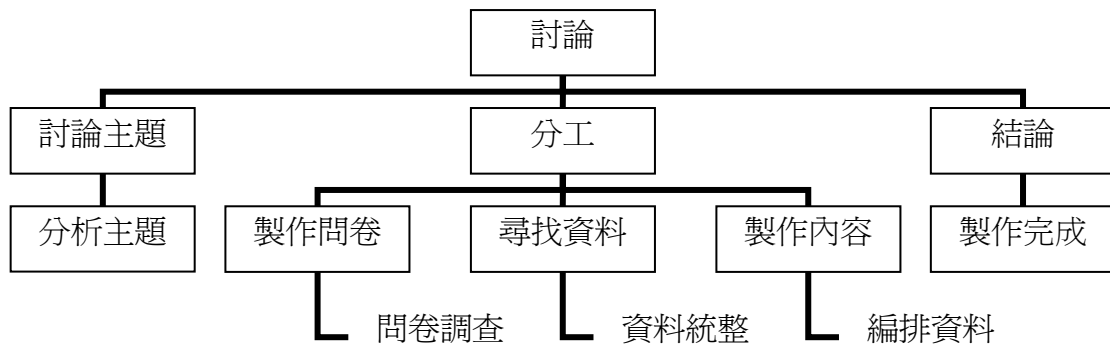 討論
討論主題
分工
結論
分析主題
製作問卷
尋找資料
製作內容
製作完成
問卷調查
資料統整
編排資料